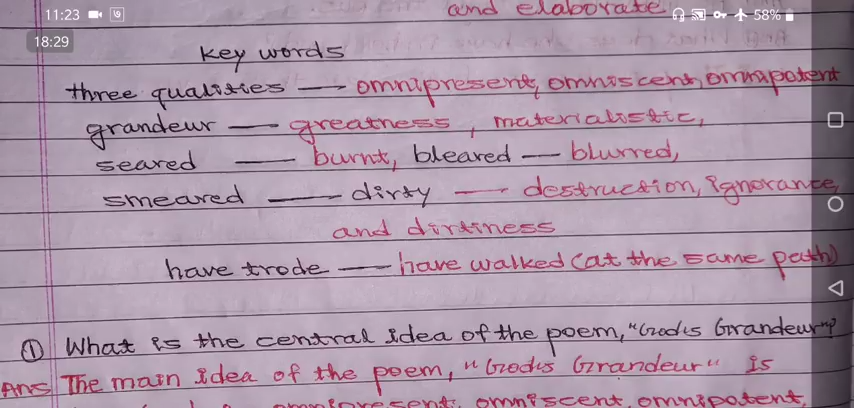 and elaborate.
11:23
58%
18:29
key words
three qualities — omnipresent, omniscent, omnipotent
grandeur — greatness, materialistic,
seared — burnt, bleared — blurred,
smeared — dirty — destruction, ignorance,
and dirtiness
have trode — have walked (at the same path)
① What is the central idea of the poem, "God's Grandeur"?
Ans The main idea of the poem, "God's Grandeur" is
omnipresent, omniscent, omnipotent,